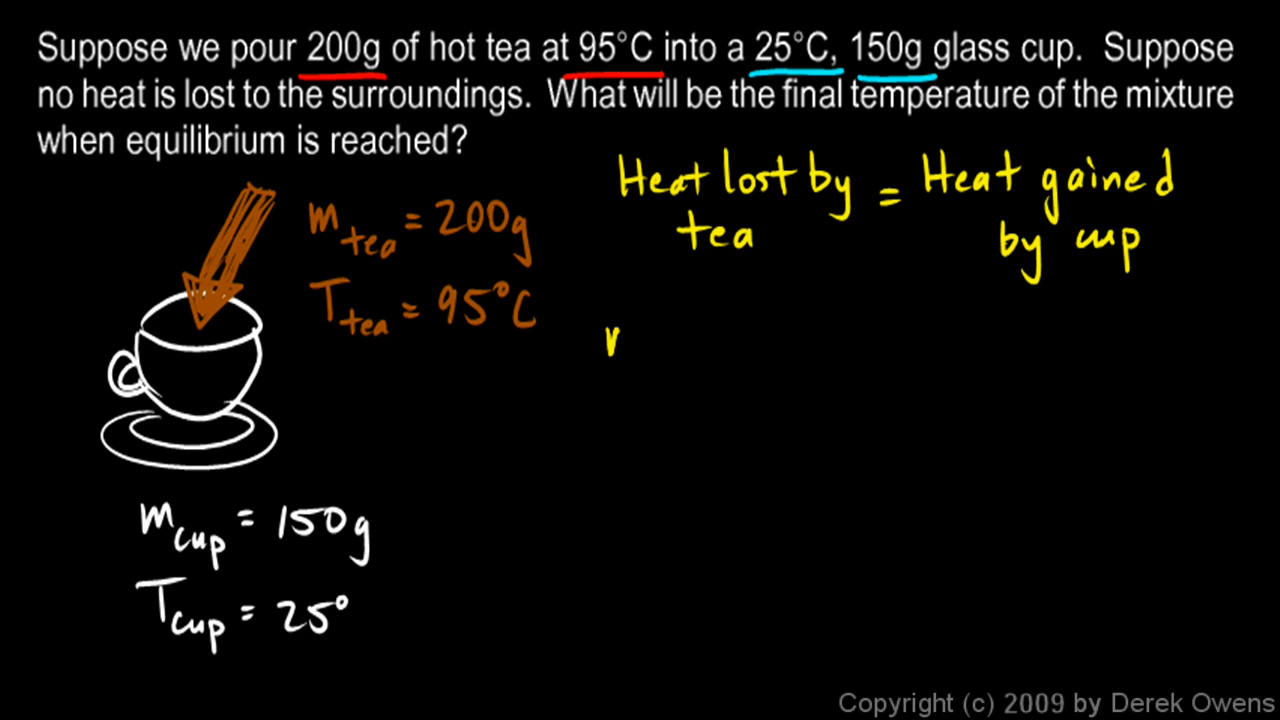 Suppose we pour 200g of hot tea at 95°C into a 25°C, 150g glass cup. Suppose
no heat is lost to the surroundings. What will be the final temperature of the mixture
when equilibrium is reached?
Heat lost by tea = Heat gained by cup
m tea = 200g
T tea = 95°C
m cup = 150g
T cup = 25°
Copyright (c) 2009 by Derek Owens